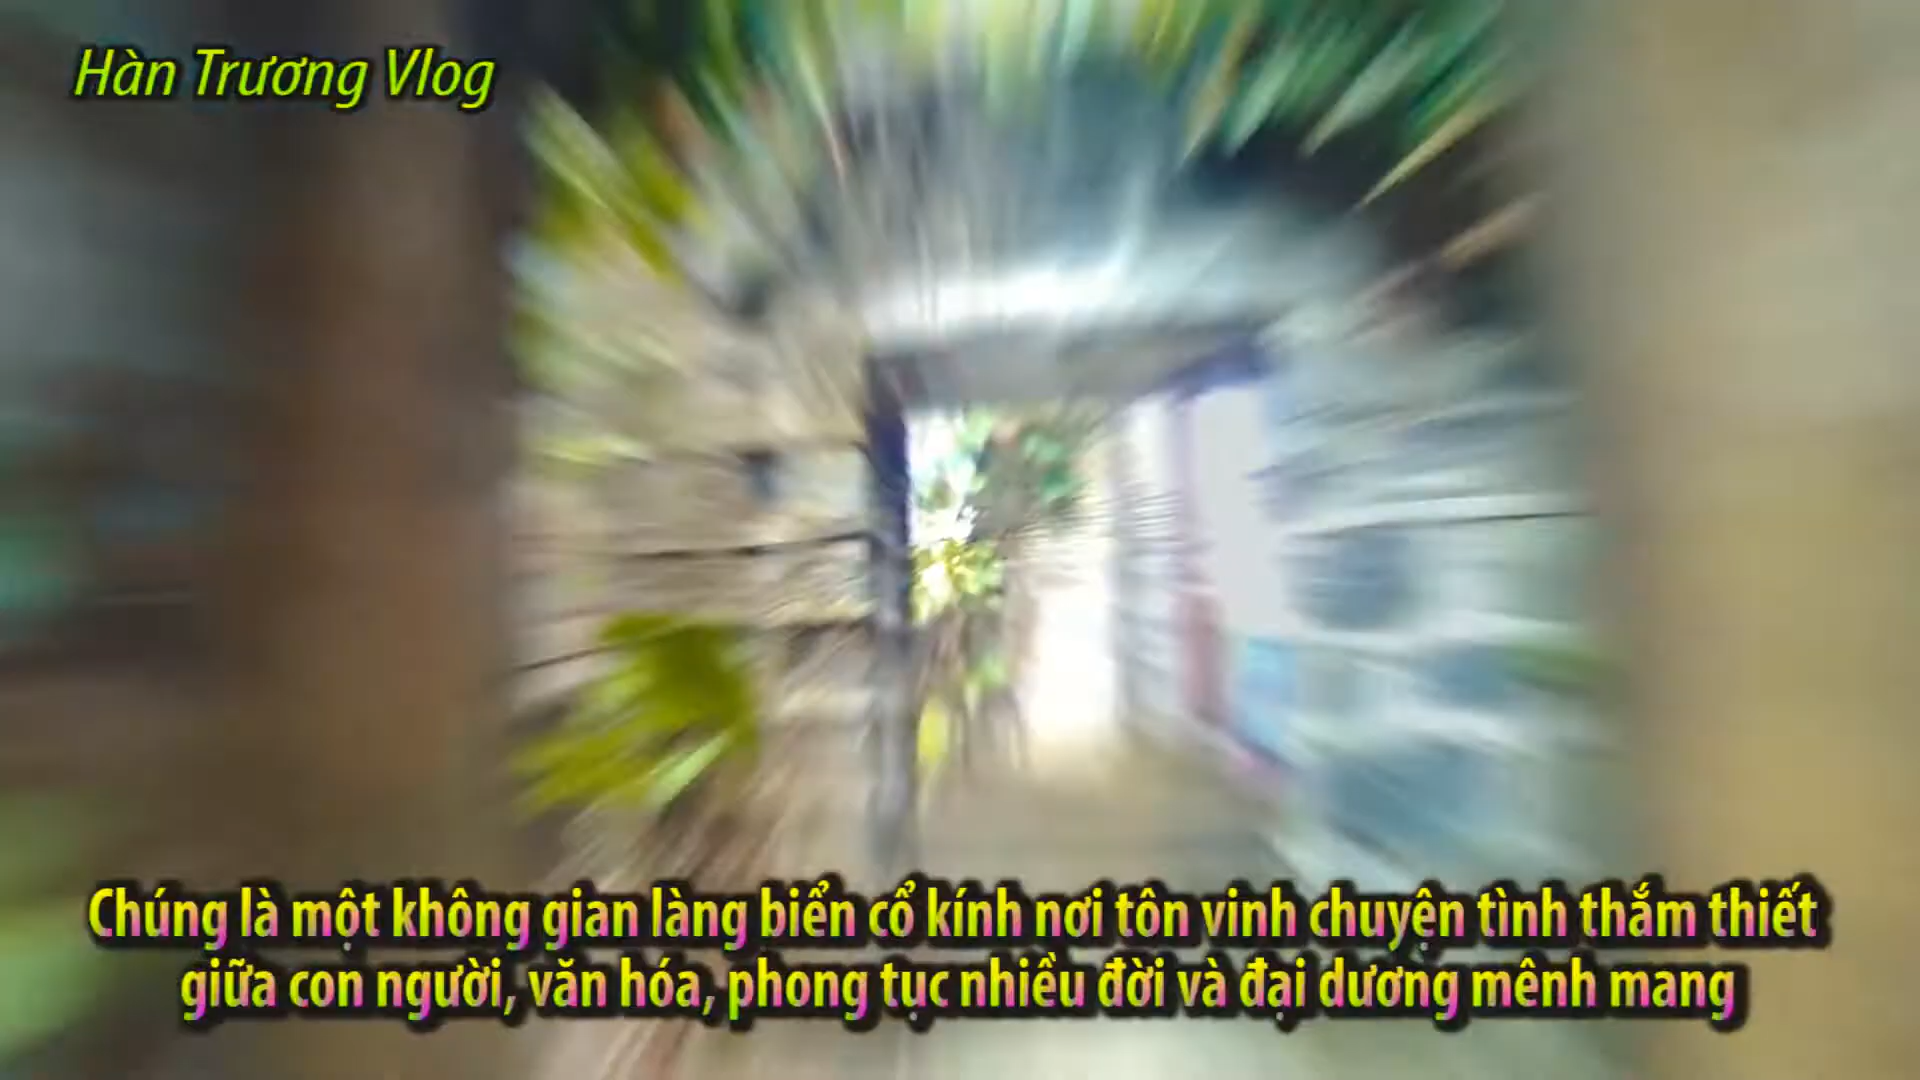 Hàn Trương Vlog
Chúng là một không gian làng biển cổ kính nơi tôn vinh chuyện tình thắm thiết
giữa con người, văn hóa, phong tục nhiều đời và đại dương mênh mang